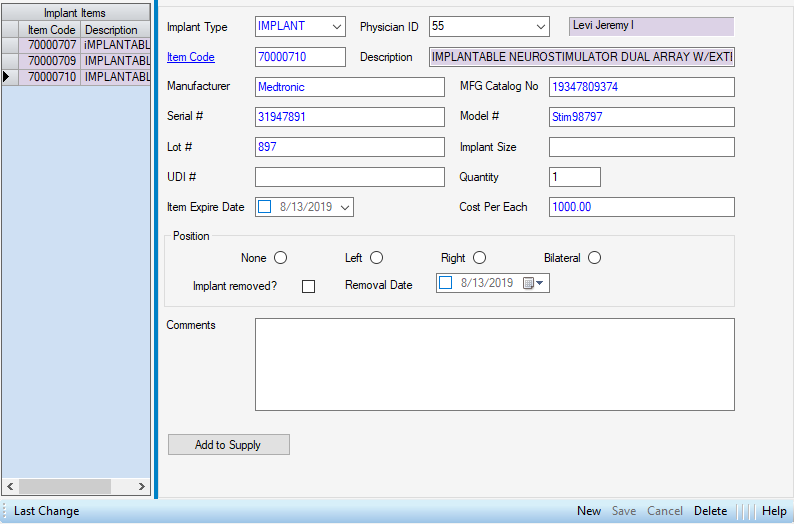 Implant Items
Item Code Description
70000707 iMPLANTABL
70000709 IMPLANTABL
70000710 IMPLANTABL
Implant Type IMPLANT Physician ID 55 Levi Jeremy I
Item Code 70000710 Description IMPLANTABLE NEUROSTIMULATOR DUAL ARRAY W/EXTI
Manufacturer Medtronic MFG Catalog No 19347809374
Serial # 31947891 Model # Stim98797
Lot # 897 Implant Size
UDI # Quantity 1
Item Expire Date 8/13/2019 Cost Per Each 1000.00
Position
None Left Right Bilateral
Implant removed? Removal Date 8/13/2019
Comments
Add to Supply
Last Change New Save Cancel Delete Help